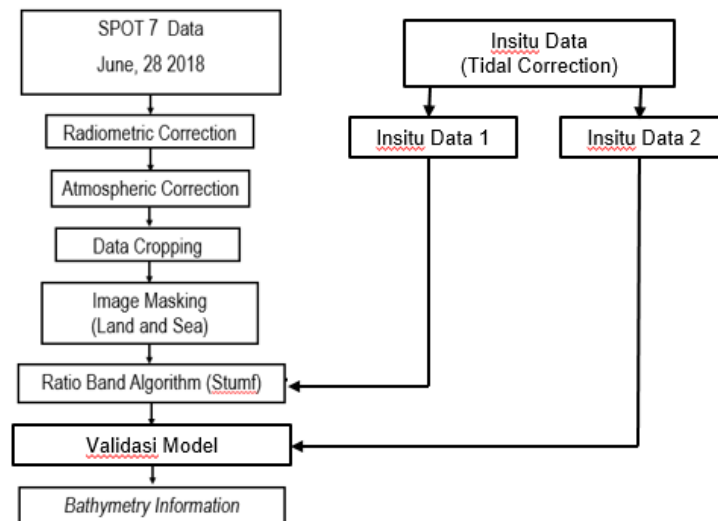 SPOT 7 Data
June, 28 2018
Radiometric Correction
Atmospheric Correction
Data Cropping
Image Masking
(Land and Sea)
Ratio Band Algorithm (Stumf)
Validasi Model
Bathymetry Information
Insitu Data
(Tidal Correction)
Insitu Data 1
Insitu Data 2